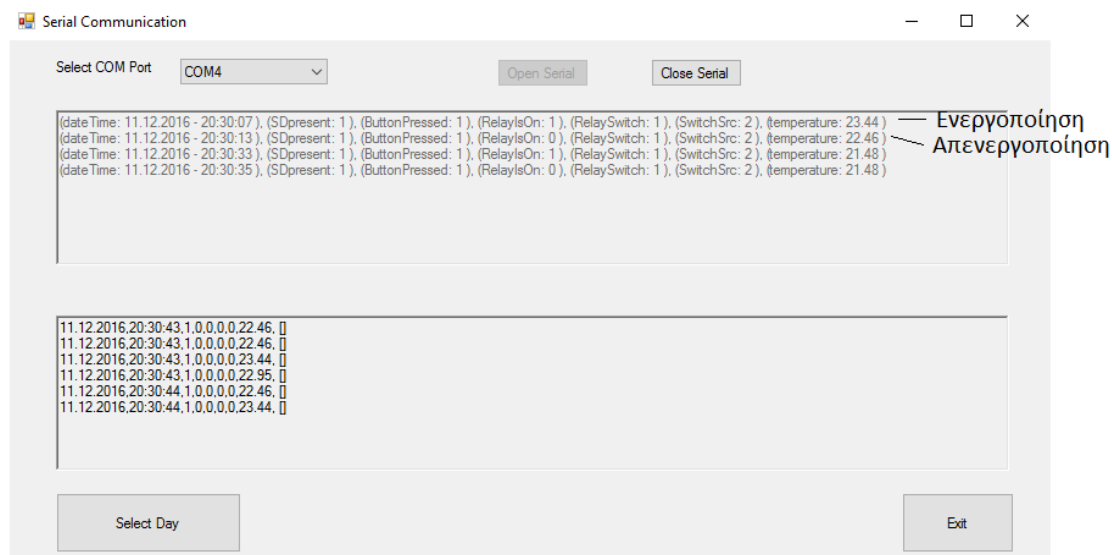 Serial Communication
Select COM Port COM4 Open Serial Close Serial
(dateTime: 11.12.2016 - 20:30:07 ), (SDpresent: 1 ), (ButtonPressed: 1 ), (RelayIsOn: 1 ), (RelaySwitch: 1 ), (SwitchSrc: 2 ), (temperature: 23.44 ) Ενεργοποίηση
(dateTime: 11.12.2016 - 20:30:13 ), (SDpresent: 1 ), (ButtonPressed: 1 ), (RelayIsOn: 0 ), (RelaySwitch: 1 ), (SwitchSrc: 2 ), (temperature: 22.46 ) Απενεργοποίηση
(dateTime: 11.12.2016 - 20:30:33 ), (SDpresent: 1 ), (ButtonPressed: 1 ), (RelayIsOn: 1 ), (RelaySwitch: 1 ), (SwitchSrc: 2 ), (temperature: 21.48 )
(dateTime: 11.12.2016 - 20:30:35 ), (SDpresent: 1 ), (ButtonPressed: 1 ), (RelayIsOn: 0 ), (RelaySwitch: 1 ), (SwitchSrc: 2 ), (temperature: 21.48 )
11.12.2016,20:30:43,1,0,0,0,0,22.46, []
11.12.2016,20:30:43,1,0,0,0,0,22.46, []
11.12.2016,20:30:43,1,0,0,0,0,23.44, []
11.12.2016,20:30:43,1,0,0,0,0,22.95, []
11.12.2016,20:30:44,1,0,0,0,0,22.46, []
11.12.2016,20:30:44,1,0,0,0,0,23.44, []
Select Day Exit